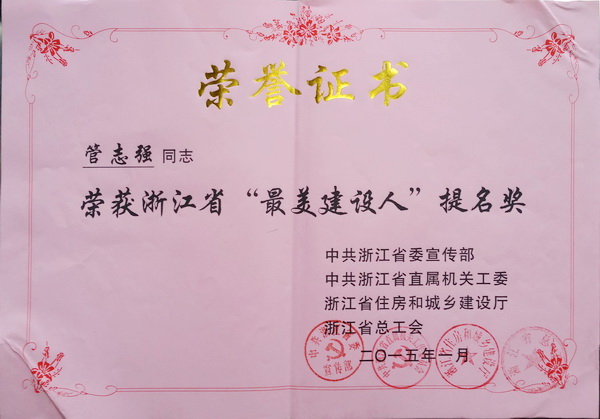 荣誉证书
管志强 同志
荣获浙江省“最美建设人”提名奖
中共浙江省委宣传部
中共浙江省直属机关工委
浙江省住房和城乡建设厅
浙江省总工会
二〇一五年一月